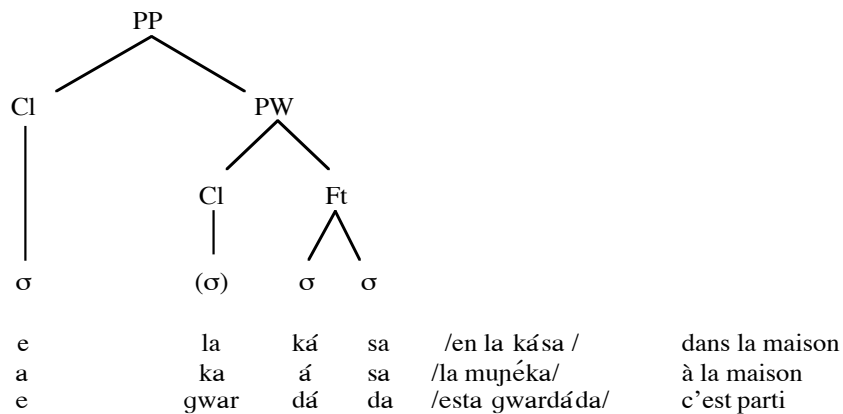 PP
Cl PW
Cl Ft
σ (σ) σ σ
e la ká sa /en la kása / dans la maison
a ka á sa /la muɲéka/ à la maison
e gwar dá da /esta gwardáda/ c’est parti